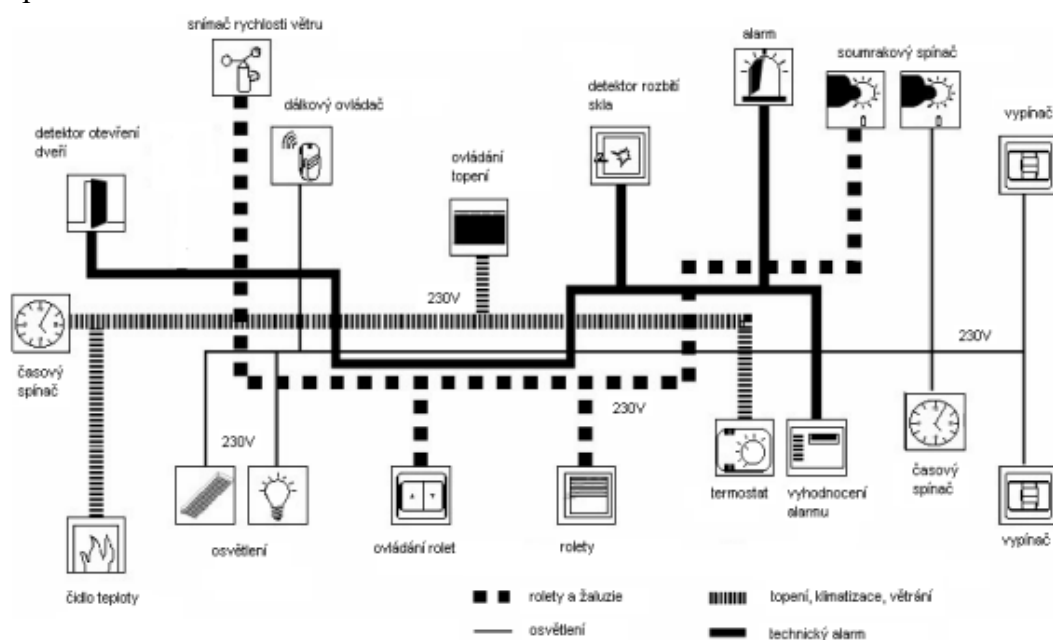 snímač rychlosti větru
alarm
soumrakový spínač
dálkový ovládač
detektor rozbití
skla
vypínač
detektor otevření
dveří
ovládání
topení
230V
230V
časový
spínač
230V
230V
termostat
vyhodnocení
alarmu
časový
spínač
osvětlení
ovládání rolet
rolety
vypínač
čidlo teploty
rolety a žaluzie
topení, klimatizace, větrání
osvětlení
technický alarm